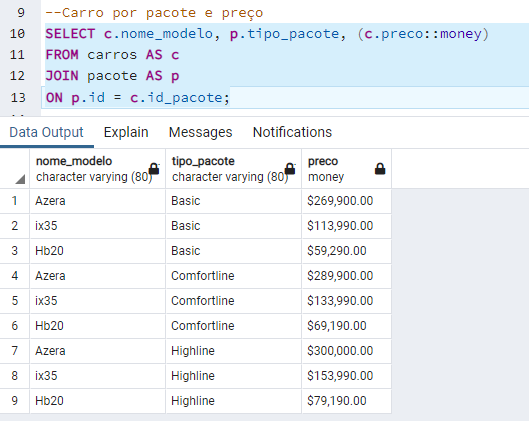 9 --Carro por pacote e preço
10 SELECT c.nome_modelo, p.tipo_pacote, (c.preco::money)
11 FROM carros AS c
12 JOIN pacote AS p
13 ON p.id = c.id_pacote;
Data Output Explain Messages Notifications
nome_modelo tipo_pacote preco
character varying (80) character varying (80) money
1 Azera Basic $269,900.00
2 ix35 Basic $113,990.00
3 Hb20 Basic $59,290.00
4 Azera Comfortline $289,900.00
5 ix35 Comfortline $133,990.00
6 Hb20 Comfortline $69,190.00
7 Azera Highline $300,000.00
8 ix35 Highline $153,990.00
9 Hb20 Highline $79,190.00